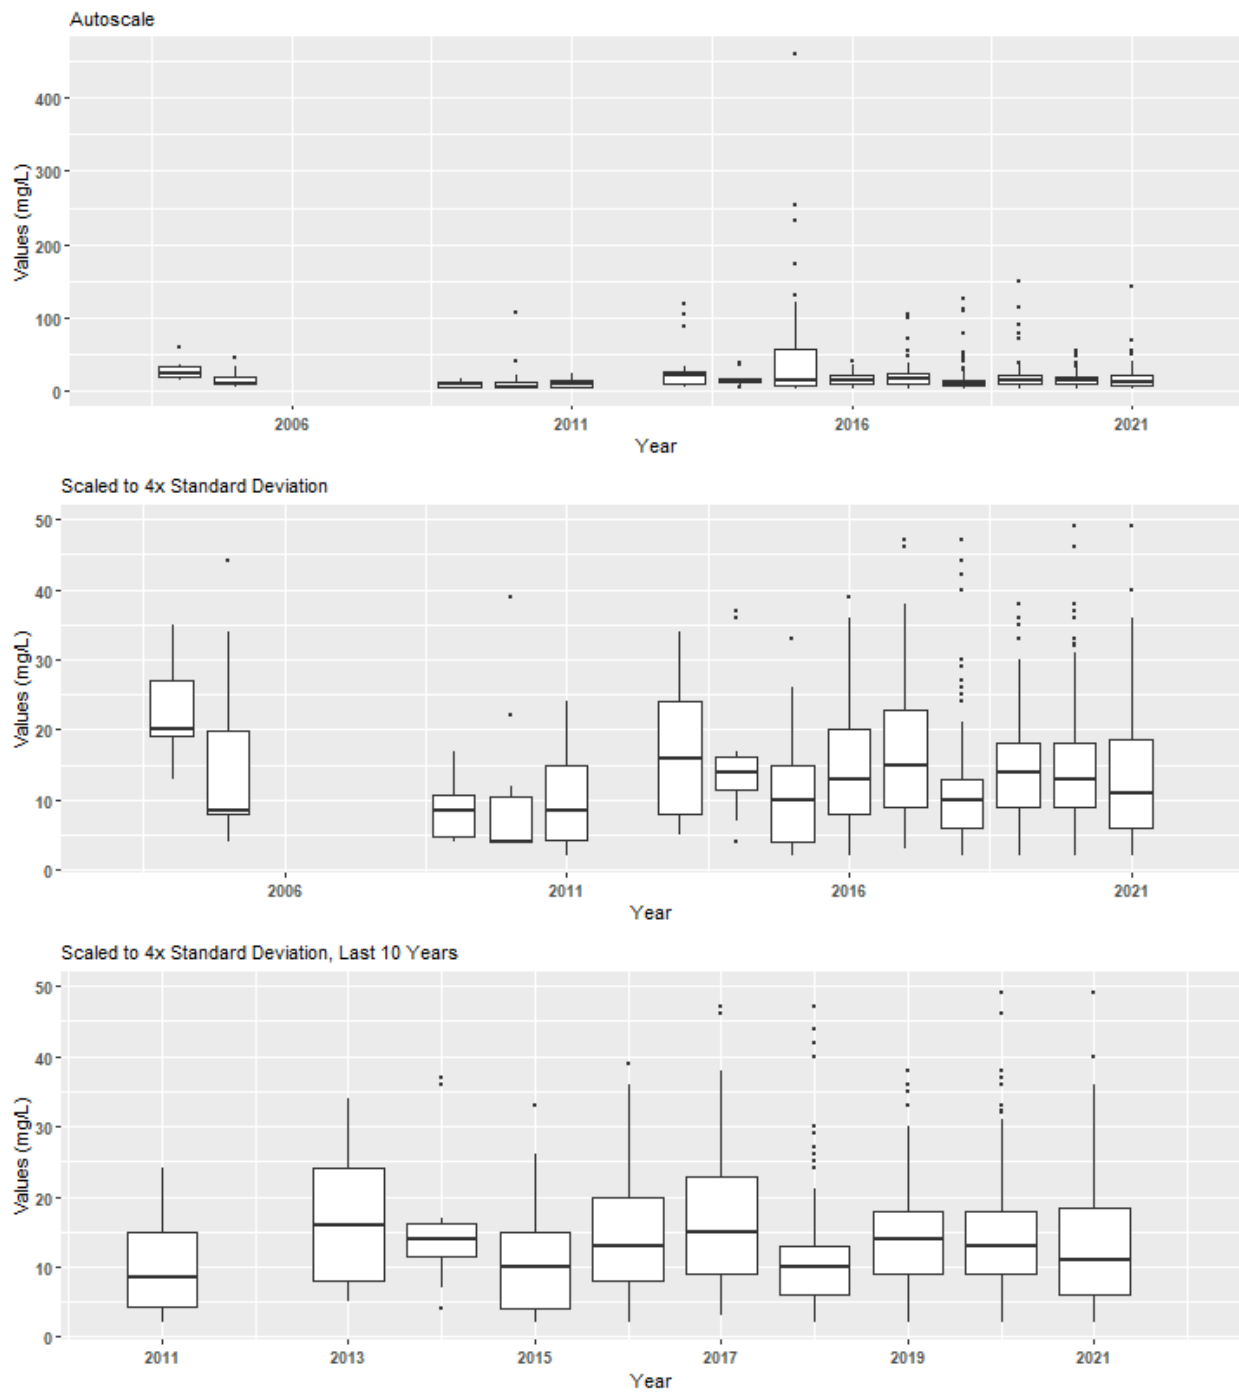 Autoscale
400
300
200
100
0
Values (mg/L)
2006 2011 2016 2021
Year
Scaled to 4x Standard Deviation
50
40
30
20
10
0
Values (mg/L)
2006 2011 2016 2021
Year
Scaled to 4x Standard Deviation, Last 10 Years
50
40
30
20
10
0
Values (mg/L)
2011 2013 2015 2017 2019 2021
Year